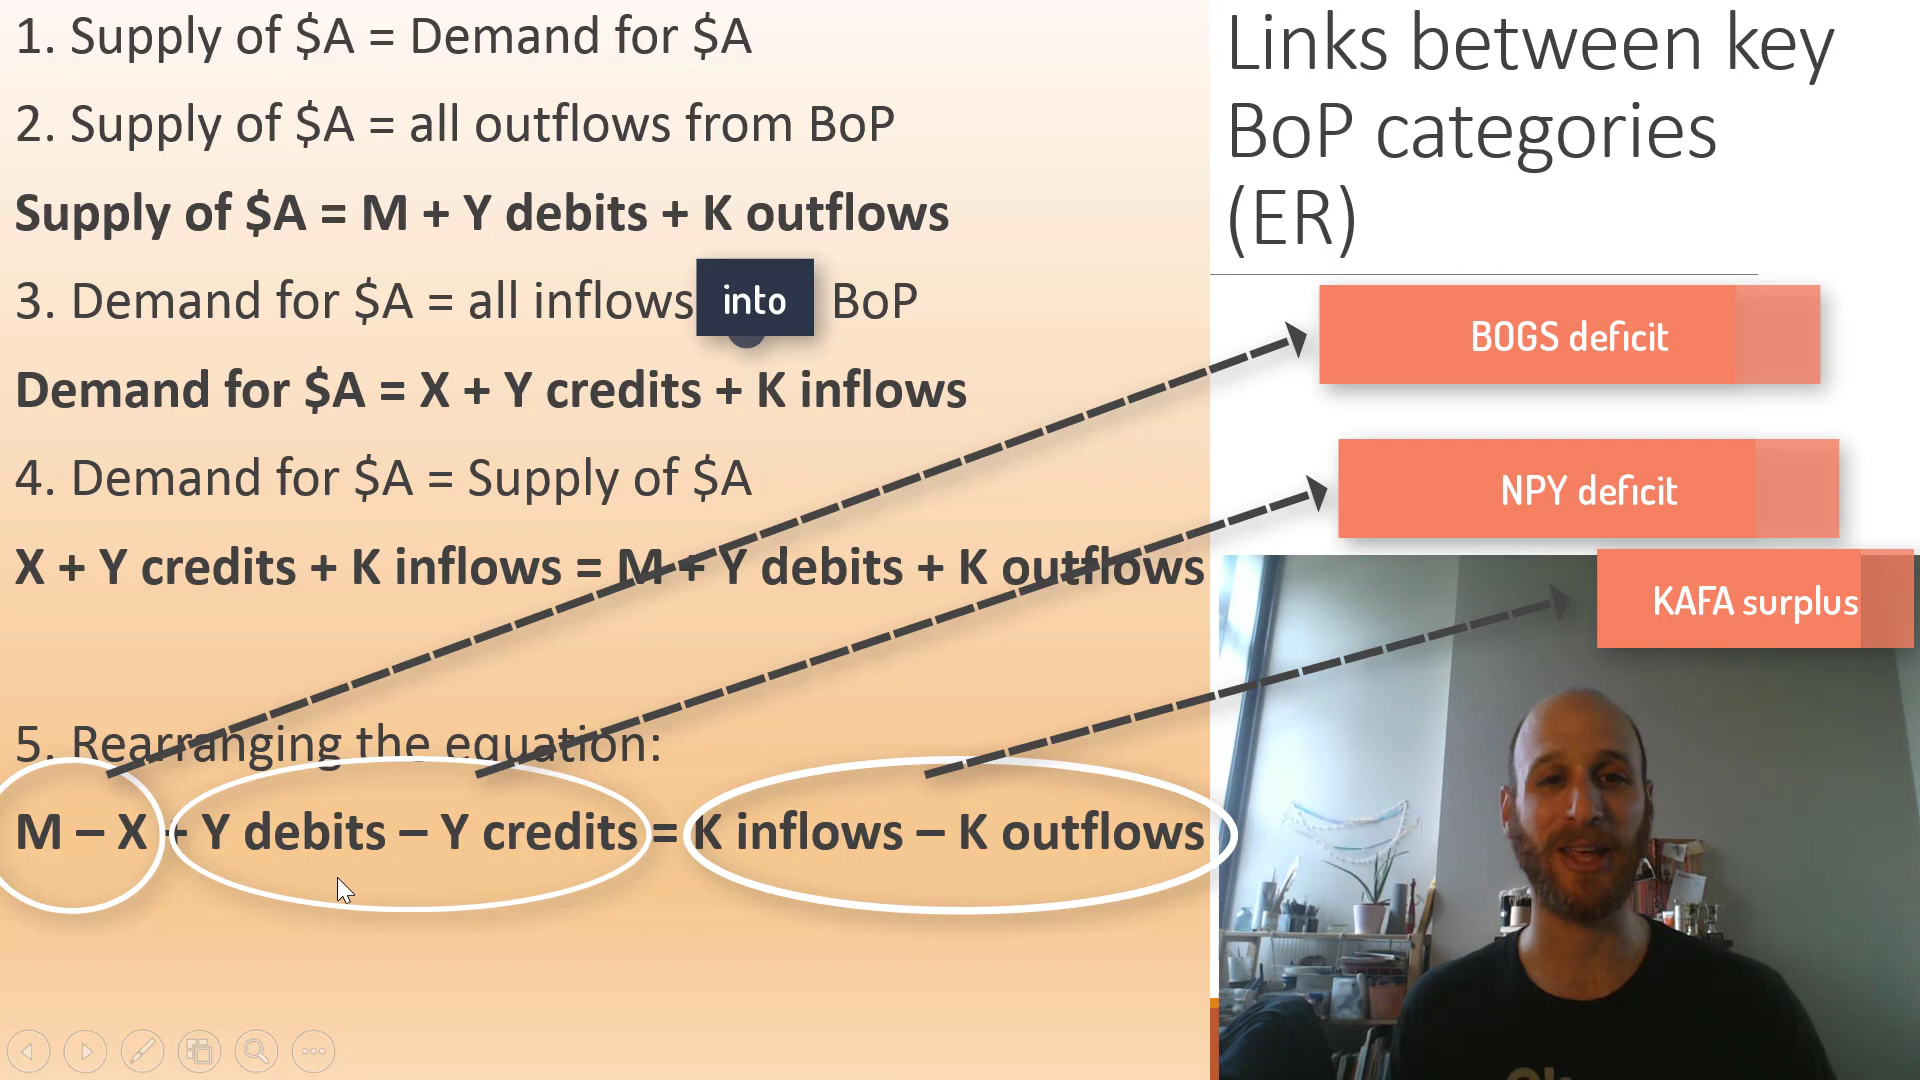 1. Supply of $A = Demand for $A
2. Supply of $A = all outflows from BoP
Supply of $A = M + Y debits + K outflows
3. Demand for $A = all inflows into BoP
Demand for $A = X + Y credits + K inflows
4. Demand for $A = Supply of $A
X + Y credits + K inflows = M + Y debits + K outflows
5. Rearranging the equation:
M – X + Y debits – Y credits = K inflows – K outflows
Links between key
BoP categories
(ER)
BOGS deficit
NPY deficit
KAFA surplus